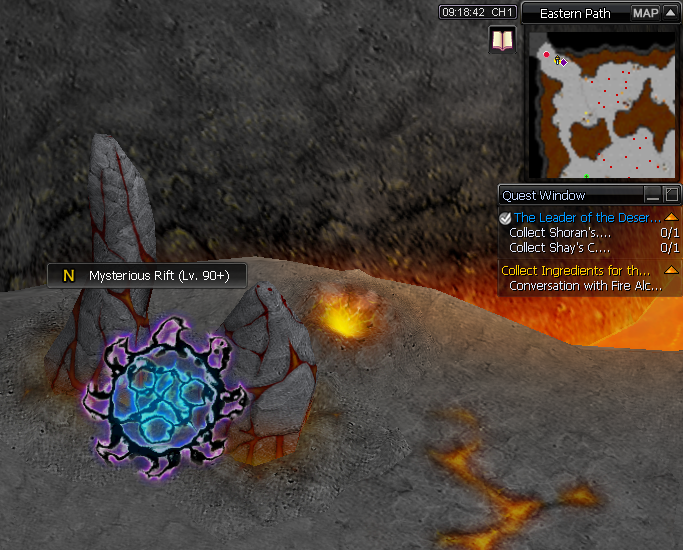 09:18:42 CH1
Eastern Path MAP
Quest Window
The Leader of the Deser...
Collect Shoran's.... 0/1
Collect Shay's C.... 0/1
N Mysterious Rift (Lv. 90+)
Collect Ingredients for th...
Conversation with Fire Alc...